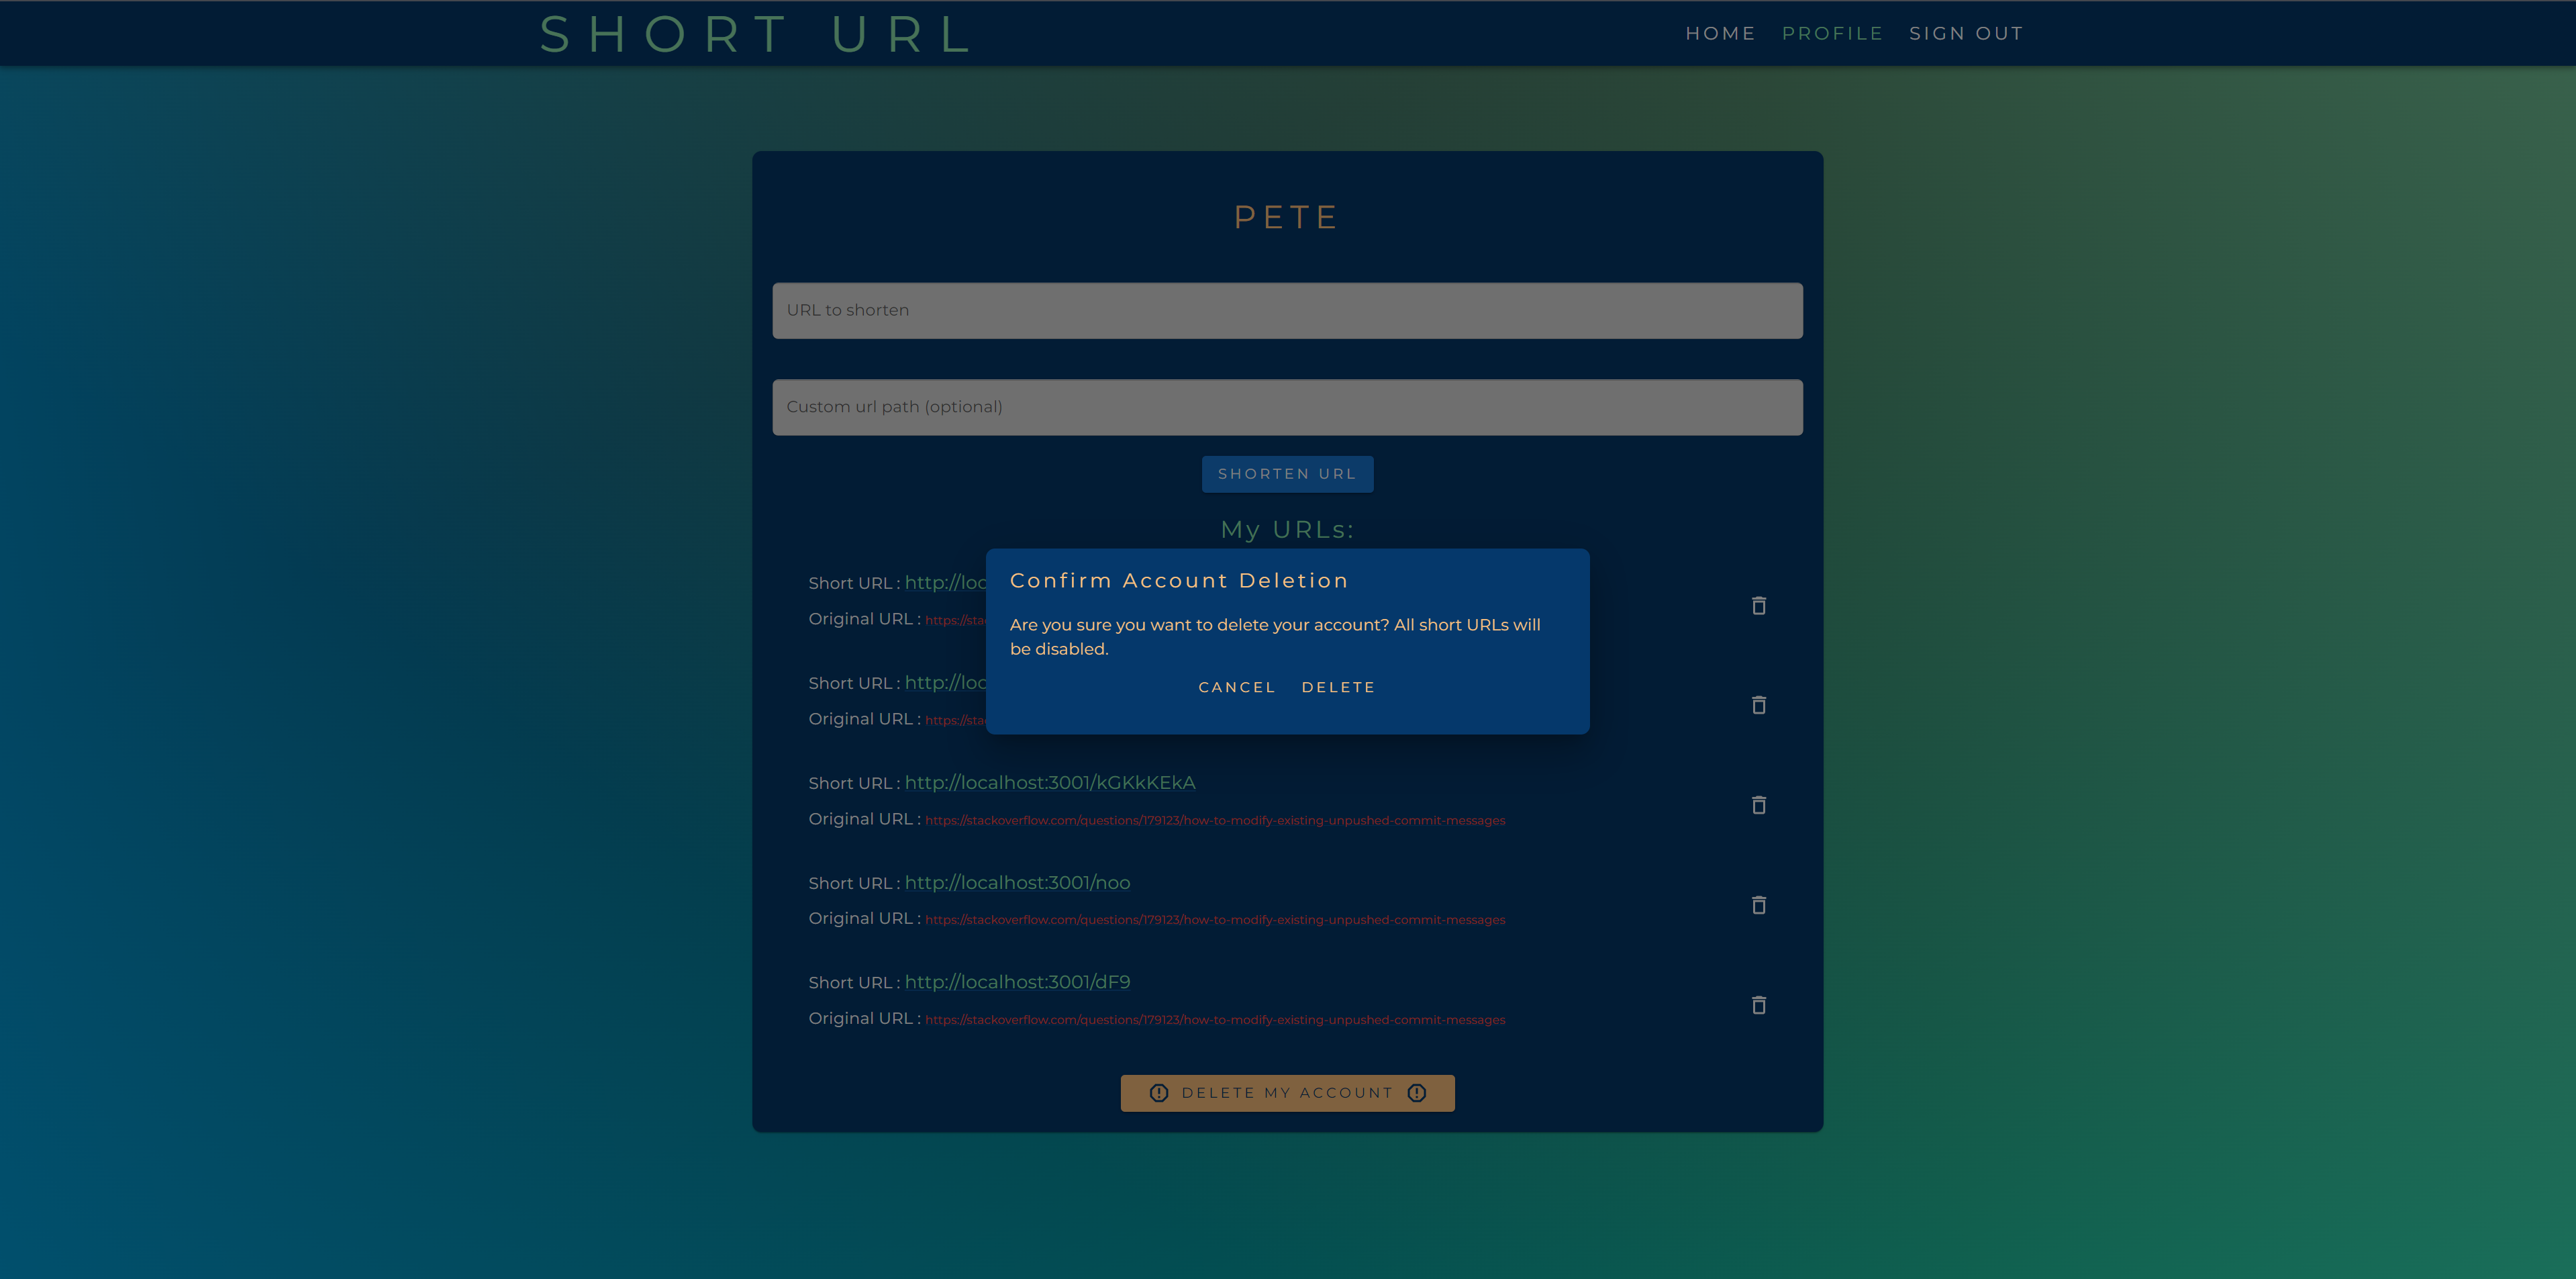 SHORT URL
HOME PROFILE SIGN OUT
PETE
URL to shorten
Custom url path (optional)
SHORTEN URL
My URLs:
Short URL : http://loc
Original URL : https://sta
Short URL : http://loc
Original URL : https://sta
Confirm Account Deletion
Are you sure you want to delete your account? All short URLs will
be disabled.
CANCEL DELETE
Short URL : http://localhost:3001/kGKkKEkA
Original URL : https://stackoverflow.com/questions/179123/how-to-modify-existing-unpushed-commit-messages
Short URL : http://localhost:3001/noo
Original URL : https://stackoverflow.com/questions/179123/how-to-modify-existing-unpushed-commit-messages
Short URL : http://localhost:3001/dF9
Original URL : https://stackoverflow.com/questions/179123/how-to-modify-existing-unpushed-commit-messages
DELETE MY ACCOUNT